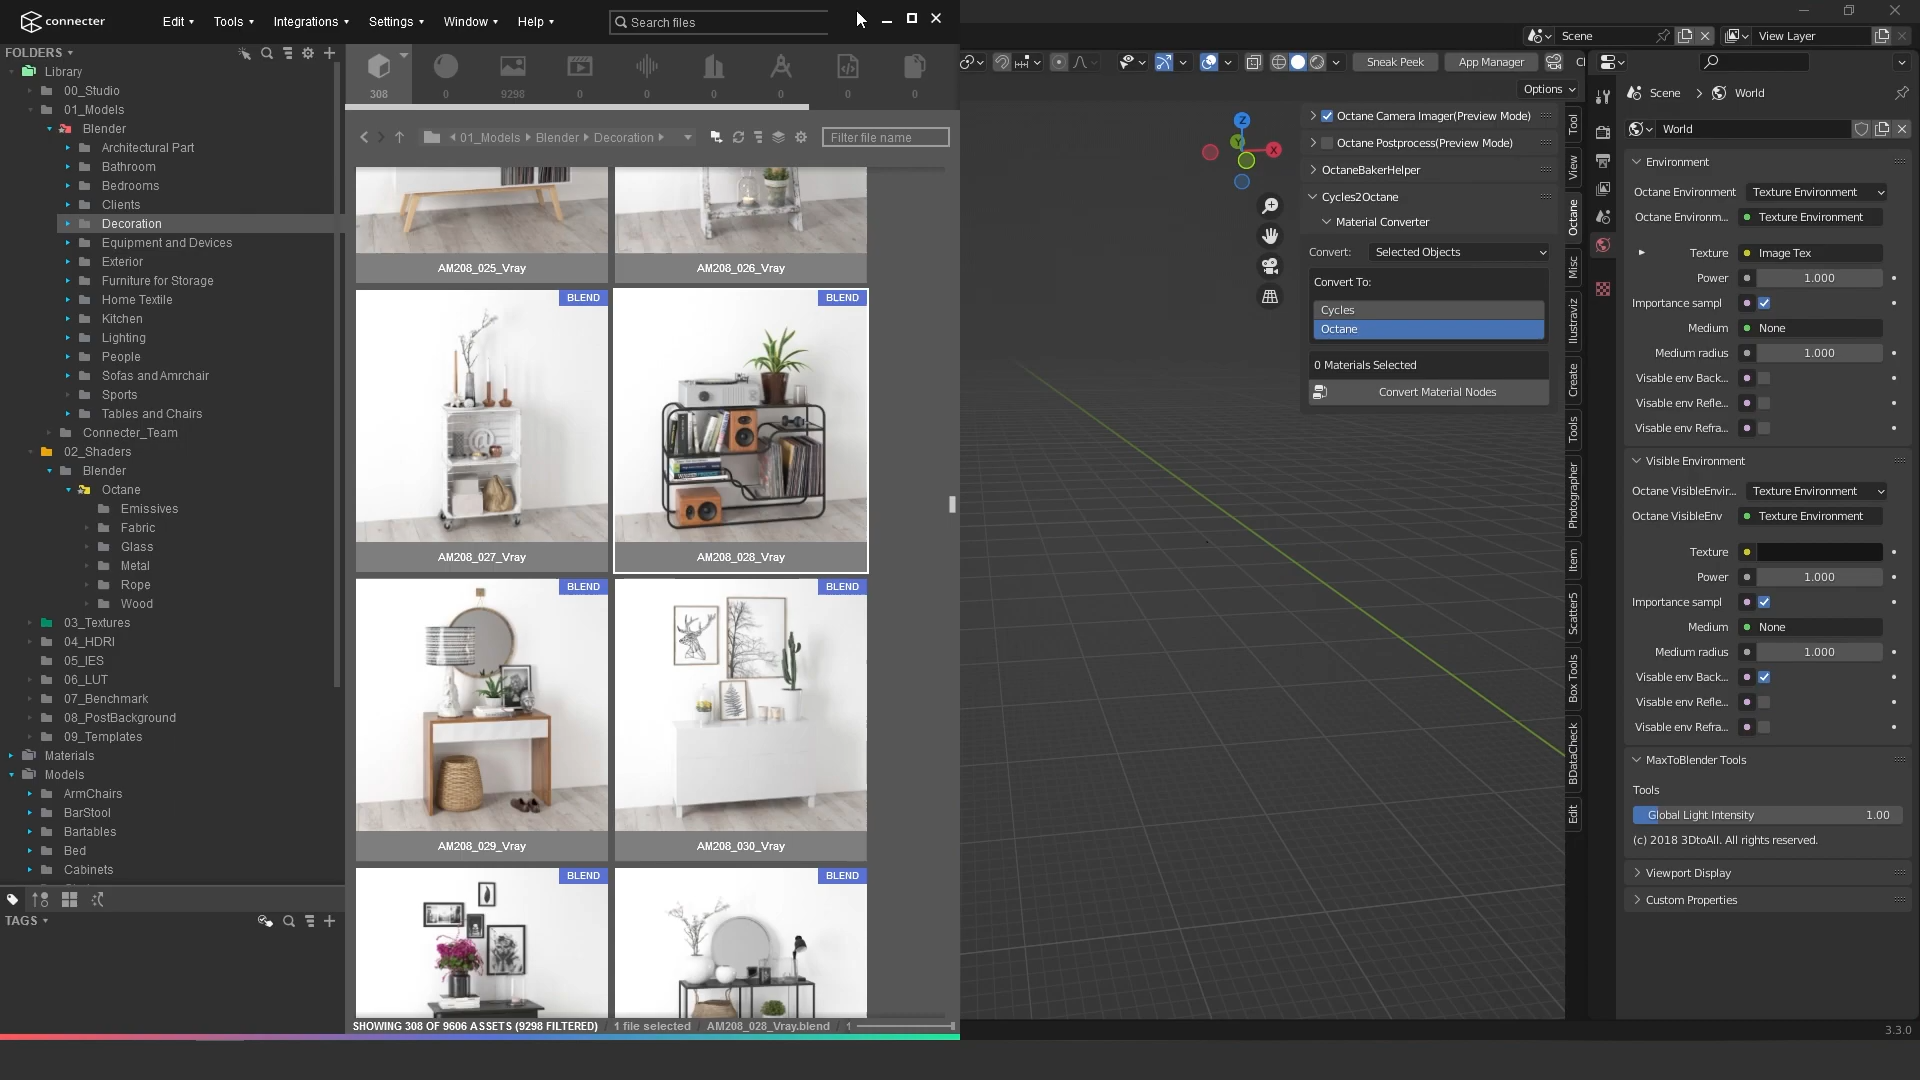 connecter
Edit
Tools
Integrations
Settings
Window
Help
Search files
FOLDERS
Library
00_Studio
01_Models
Blender
Architectural Part
Bathroom
Bedrooms
Clients
Decoration
Equipment and Devices
Exterior
Furniture for Storage
Home Textile
Kitchen
Lighting
People
Sofas and Amrchair
Sports
Tables and Chairs
Connecter_Team
02_Shaders
Blender
Octane
Emissives
Fabric
Glass
Metal
Rope
Wood
03_Textures
04_HDRI
05_IES
06_LUT
07_Benchmark
08_PostBackground
09_Templates
Materials
Models
ArmChairs
BarStool
Bartables
Bed
Cabinets
TAGS
308
0
9298
0
0
0
0
0
0
01_Models
Blender
Decoration
Filter file name
AM208_025_Vray
AM208_026_Vray
BLEND
AM208_027_Vray
BLEND
AM208_028_Vray
BLEND
AM208_029_Vray
BLEND
AM208_030_Vray
BLEND
BLEND
SHOWING 308 OF 9606 ASSETS (9298 FILTERED) / 1 file selected / AM208_028_Vray.blend / 1
Scene
View Layer
Sneak Peek
App Manager
Options
Z
Y
X
Octane Camera Imager(Preview Mode)
Octane Postprocess(Preview Mode)
OctaneBakerHelper
Cycles2Octane
Material Converter
Convert:
Selected Objects
Convert To:
Cycles
Octane
0 Materials Selected
Convert Material Nodes
Tool
View
Octane
Misc
Illustraviz
Create
Tools
Photographer
Item
Scatter5
Box Tools
BDataCheck
Edit
Scene
World
World
Environment
Octane Environment
Texture Environment
Octane Environm...
Texture Environment
Texture
Image Tex
Power
1.000
Importance sampl
Medium
None
Medium radius
1.000
Visable env Back...
Visable env Refle...
Visable env Refra...
Visible Environment
Octane VisibleEnvir...
Texture Environment
Octane VisibleEnv
Texture Environment
Texture
Power
1.000
Importance sampl
Medium
None
Medium radius
1.000
Visable env Back...
Visable env Refle...
Visable env Refra...
MaxToBlender Tools
Tools
Global Light Intensity
1.00
(c) 2018 3DtoAll. All rights reserved.
Viewport Display
Custom Properties
3.3.0